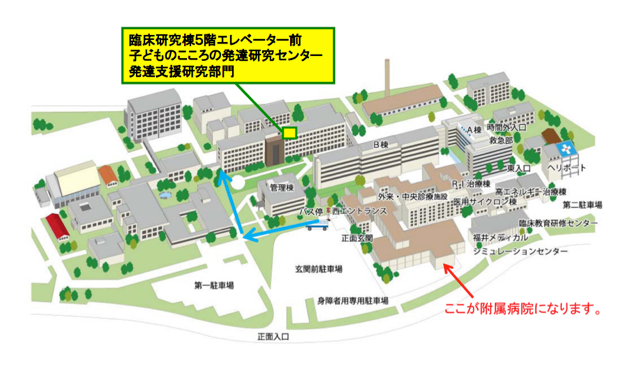 臨床研究棟5階エレベーター前
子どものこころの発達研究センター
発達支援研究部門
A棟
時間外入口
救急部
B棟
東入口
ヘリポート
管理棟
外来・中央診療施設
RI治療棟
高エネルギー治療棟
医用サイクロン棟
第二駐車場
バス停
西エントランス
臨床教育研修センター
正面玄関
福井メディカル
シミュレーションセンター
玄関前駐車場
第一駐車場
身障者用専用駐車場
ここが附属病院になります。
正面入口